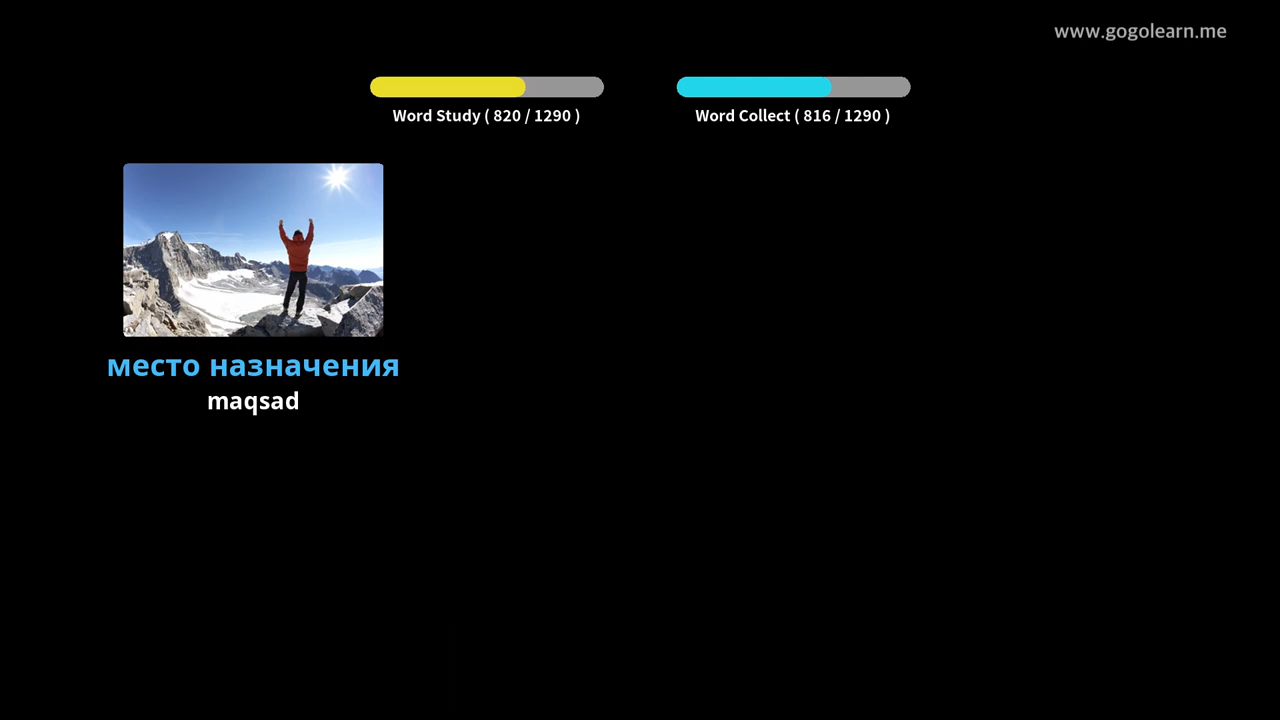 www.gogolearn.me
Word Study ( 820 / 1290 )
Word Collect ( 816 / 1290 )
место назначения
maqsad